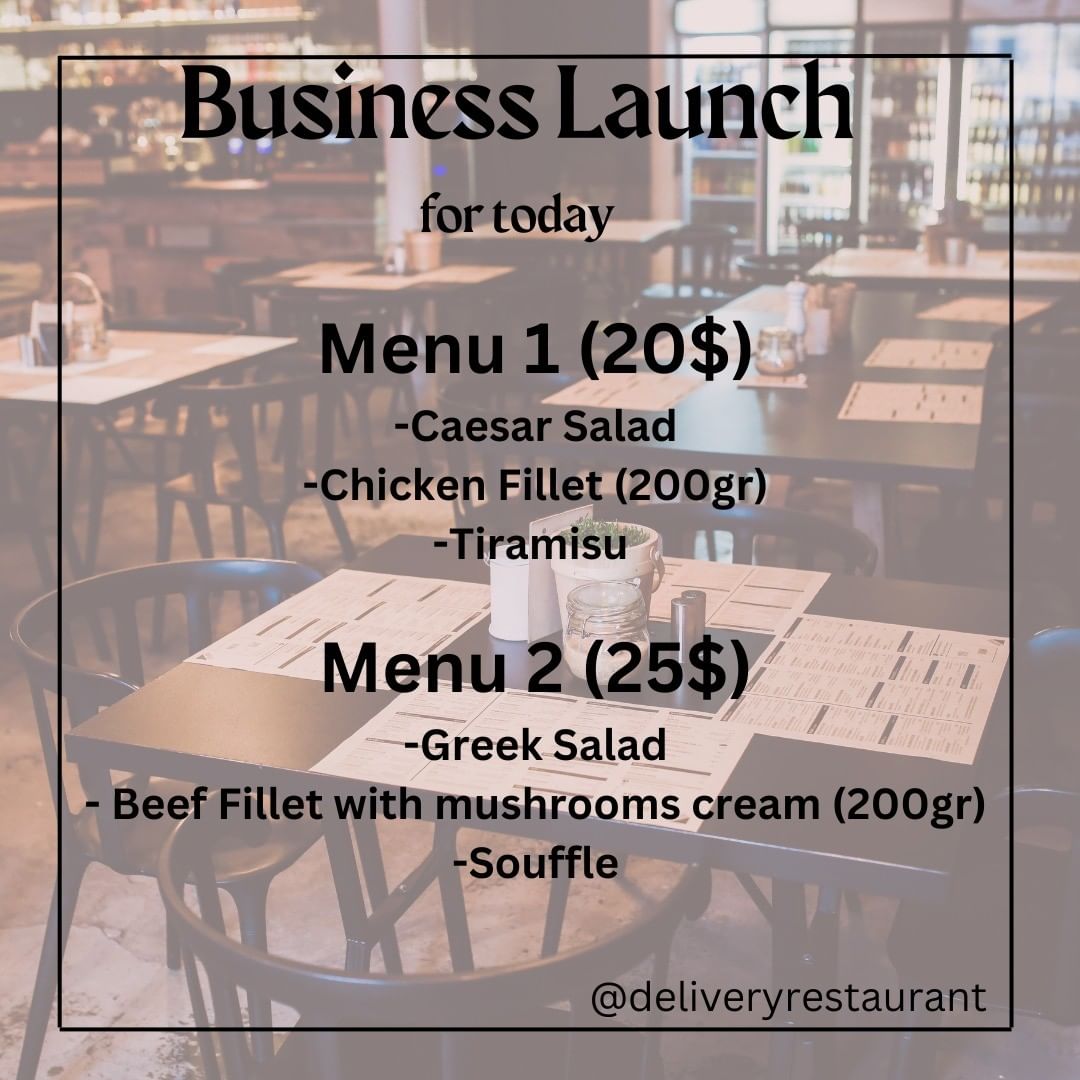 Business Launch
for today
Menu 1 (20$)
-Caesar Salad
-Chicken Fillet (200gr)
-Tiramisu
Menu 2 (25$)
-Greek Salad
- Beef Fillet with mushrooms cream (200gr)
-Souffle
@deliveryrestaurant